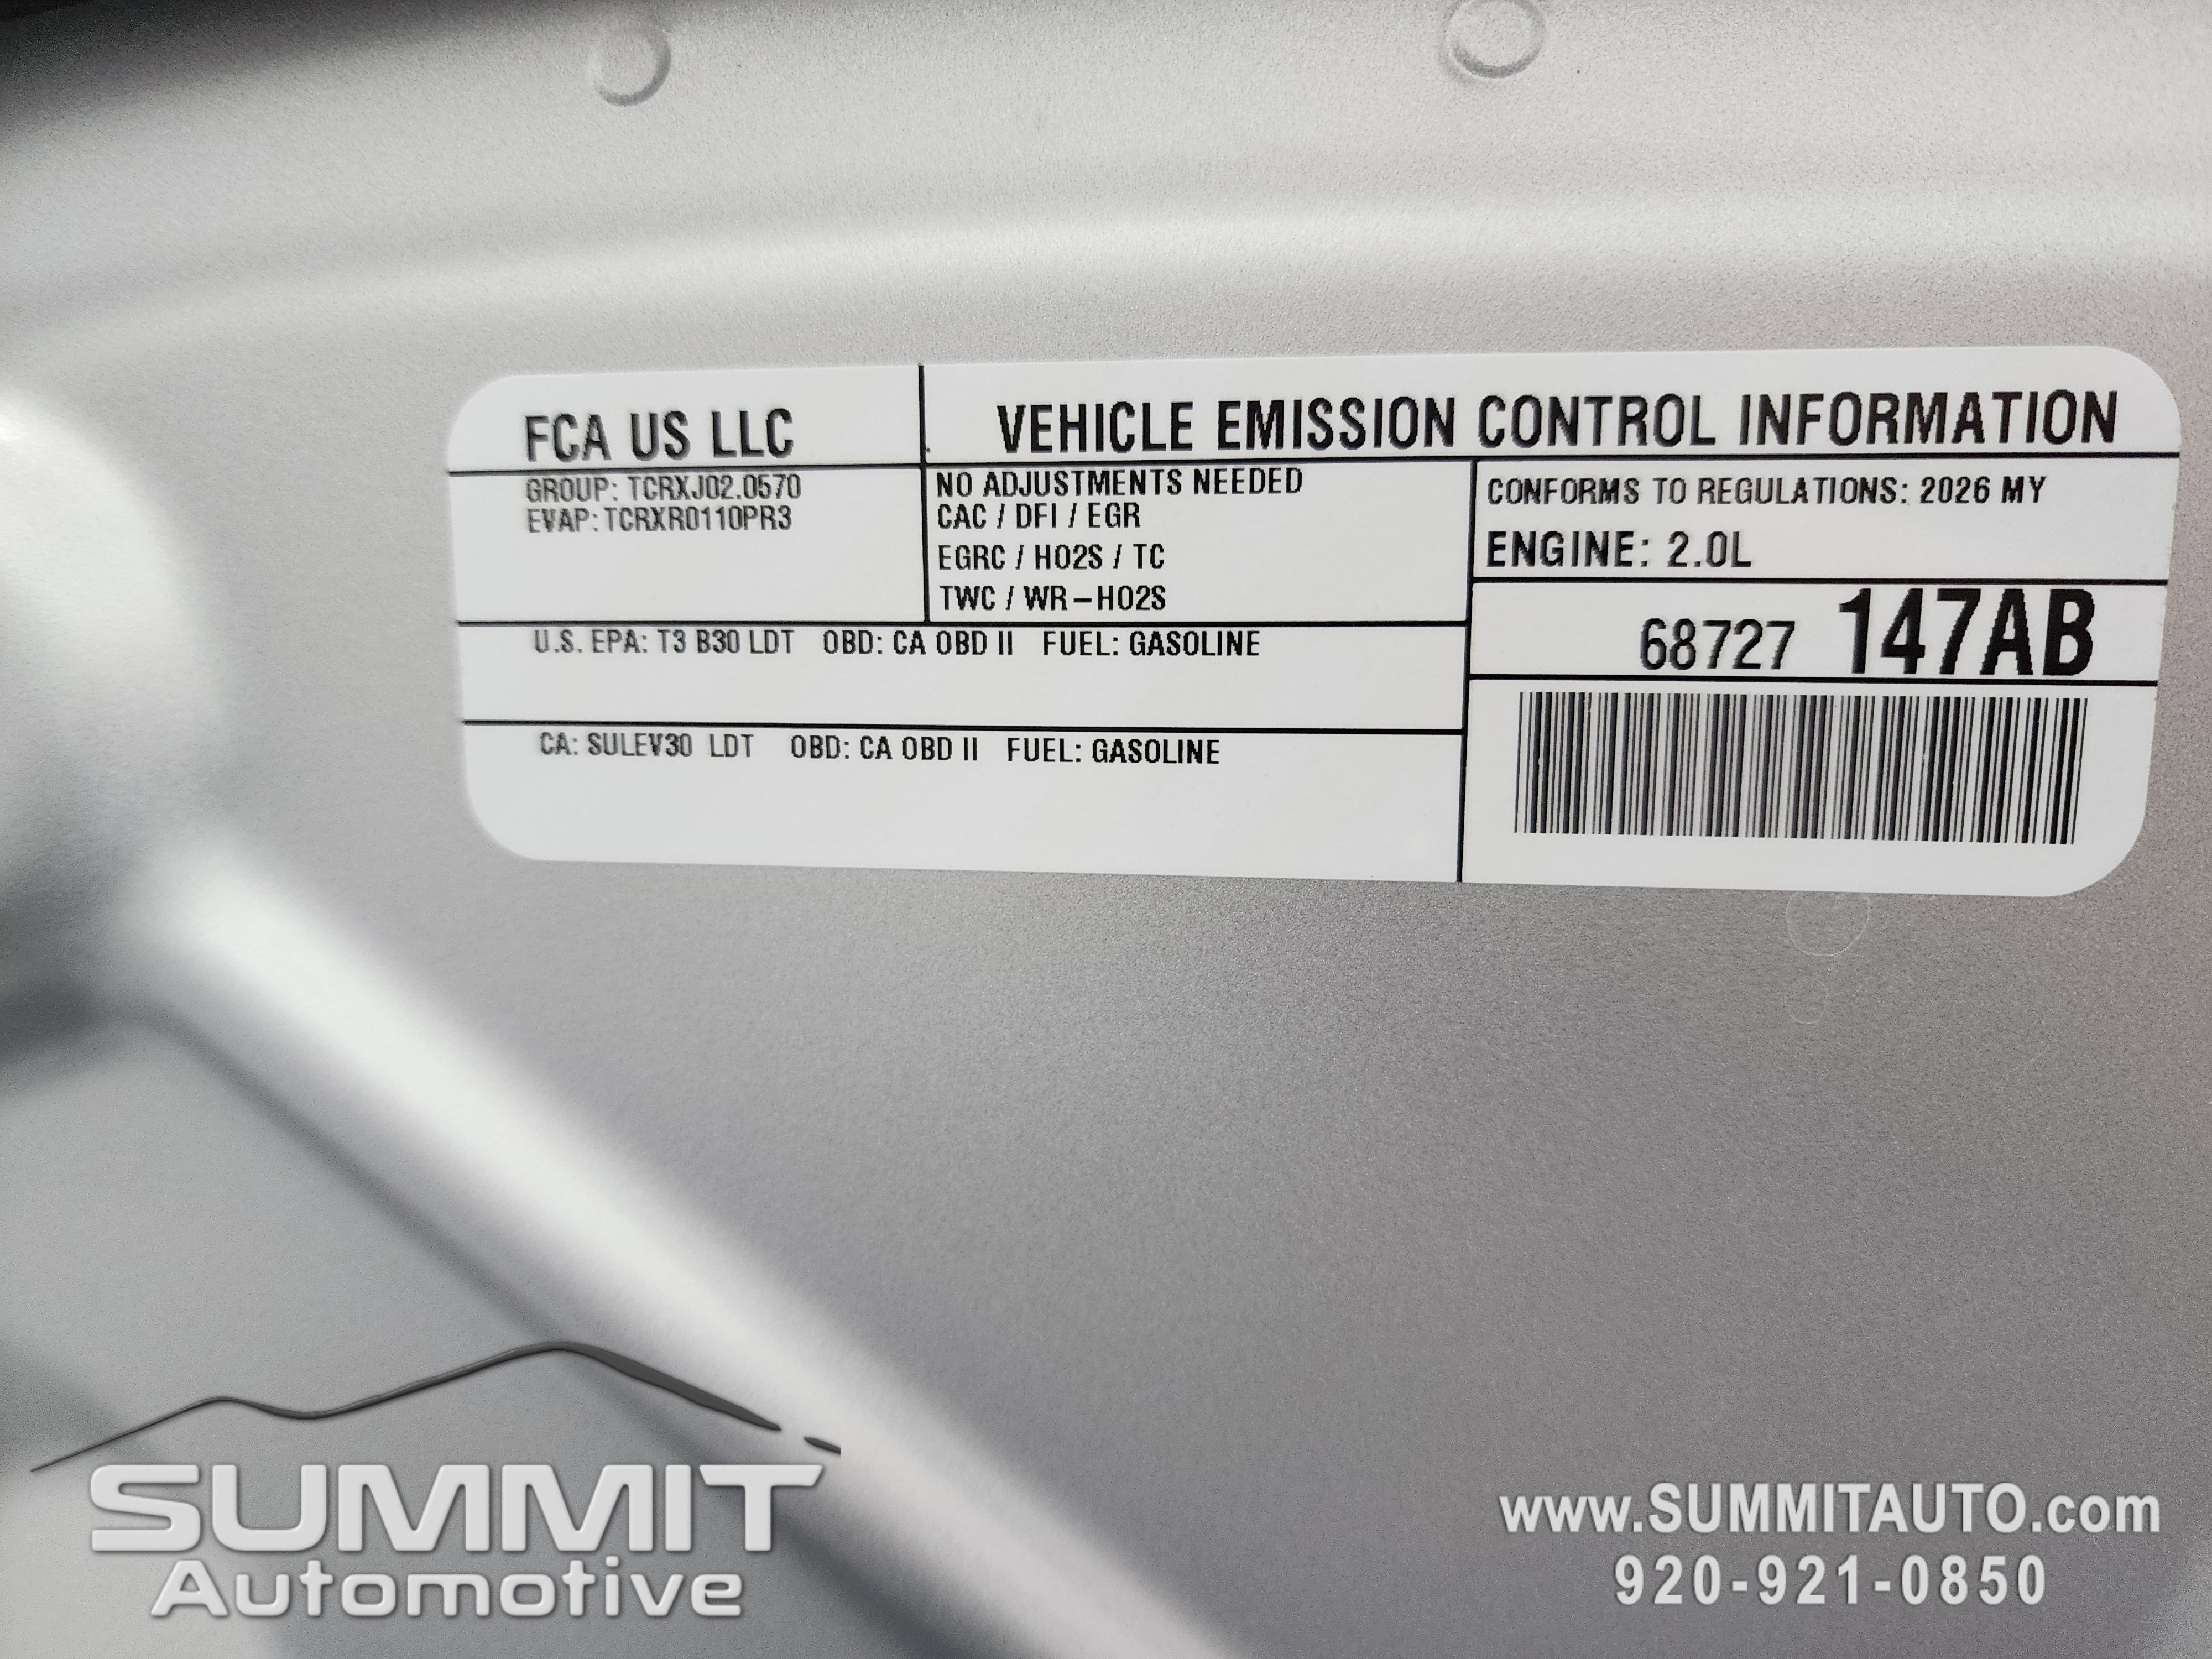 FCA US LLC
VEHICLE EMISSION CONTROL INFORMATION
GROUP: TCRXJ02.0570
EVAP: TCRXR0110PR3
NO ADJUSTMENTS NEEDED
CAC / DFI / EGR
EGRC / HO2S / TC
TWC / WR-HO2S
CONFORMS TO REGULATIONS: 2026 MY
ENGINE: 2.0L
68727 147AB
U.S. EPA: T3 B30 LDT OBD: CA OBD II FUEL: GASOLINE
CA: SULEV30 LDT OBD: CA OBD II FUEL: GASOLINE
SUMMIT
Automotive
www.SUMMITAUTO.com
920-921-0850